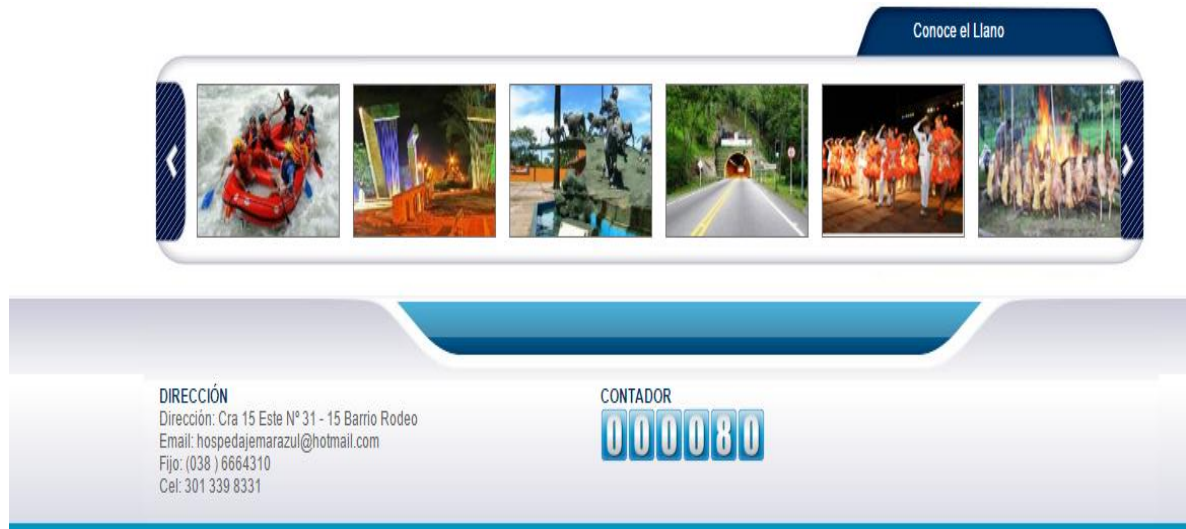 Conoce el Llano
DIRECCIÓN
Dirección: Cra 15 Este Nº 31 - 15 Barrio Rodeo
Email: hospedajemarazul@hotmail.com
Fijo: (038 ) 6664310
Cel: 301 339 8331
CONTADOR
000080